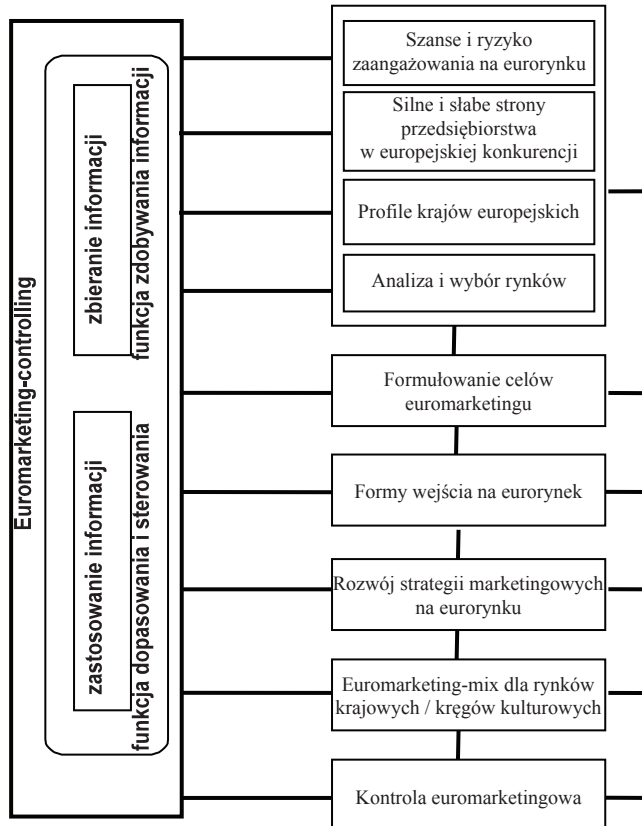 Euromarketing-controlling
zbieranie informacji
funkcja zdobywania informacji
zastosowanie informacji
funkcja dopasowania i sterowania
Szanse i ryzyko
zaangażowania na eurorynku
Silne i słabe strony
przedsiębiorstwa
w europejskiej konkurencji
Profile krajów europejskich
Analiza i wybór rynków
Formułowanie celów
euromarketingu
Formy wejścia na eurorynek
Rozwój strategii marketingowych
na eurorynku
Euromarketing-mix dla rynków
krajowych / kręgów kulturowych
Kontrola euromarketingowa